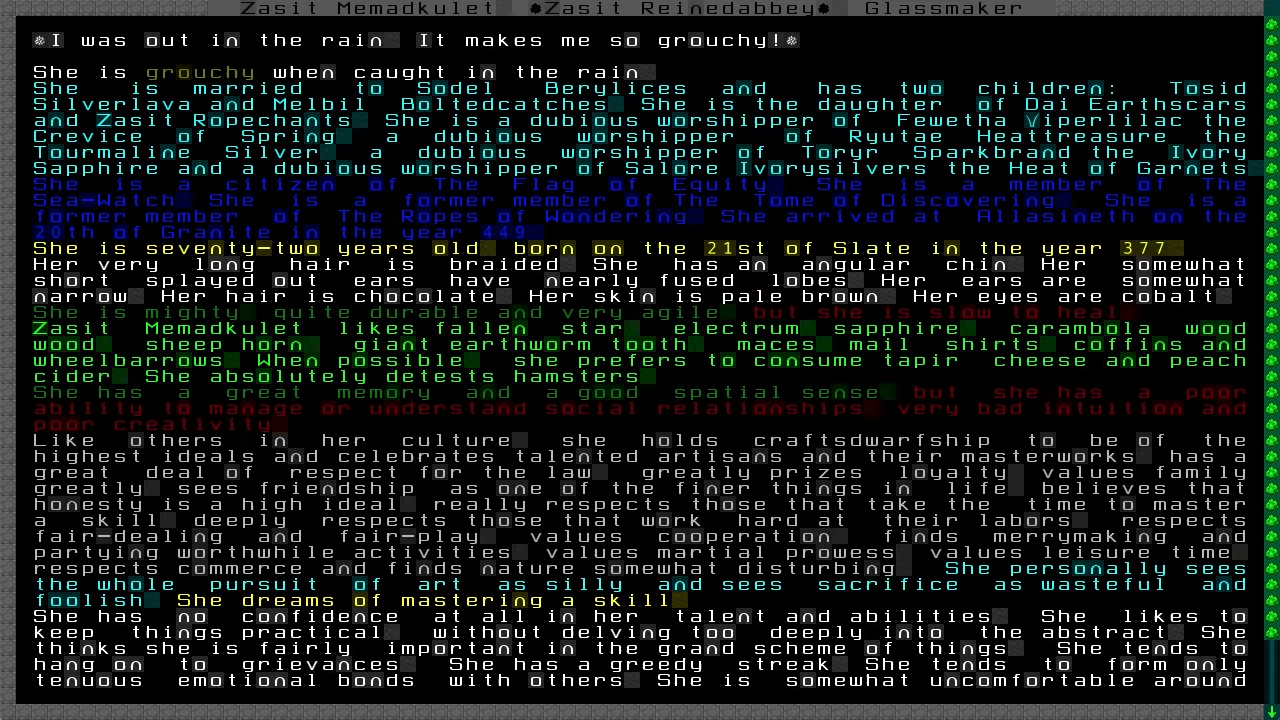 Zasit Memadkulet "Zasit Reinedabbey" Glassmaker
*I was out in the rain. It makes me so grouchy!*
She is grouchy when caught in the rain.
She is married to Sodel Berylices and has two children: Tosid
Silverlava and Melbil Boltedcatches. She is the daughter of Dai Earthscars
and Zasit Ropechants. She is a dubious worshipper of Fewetha Viperlilac the
Crevice of Spring, a dubious worshipper of Ryutae Heattreasure the
Tourmaline Silver, a dubious worshipper of Toryr Sparkbrand the Ivory
Sapphire and a dubious worshipper of Salore Ivorysilvers the Heat of Garnets.
She is a citizen of The Flag of Equity. She is a member of The
Sea-Watch. She is a former member of The Tome of Discovering. She is a
former member of The Ropes of Wondering. She arrived at Allasineth on the
20th of Granite in the year 449.
She is seventy-two years old, born on the 21st of Slate in the year 377.
Her very long hair is braided. She has an angular chin. Her somewhat
short splayed out ears have nearly fused lobes. Her ears are somewhat
narrow. Her hair is chocolate. Her skin is pale brown. Her eyes are cobalt.
She is mighty, quite durable and very agile, but she is slow to heal.
Zasit Memadkulet likes fallen star, electrum, sapphire, carambola wood
wood, sheep horn, giant earthworm tooth, maces, mail shirts, coffins and
wheelbarrows. When possible, she prefers to consume tapir cheese and peach
cider. She absolutely detests hamsters.
She has a great memory and a good spatial sense, but she has a poor
ability to manage or understand social relationships, very bad intuition and
poor creativity.
Like others in her culture, she holds craftsdwarfship to be of the
highest ideals and celebrates talented artisans and their masterworks, has a
great deal of respect for the law, greatly prizes loyalty, values family
greatly, sees friendship as one of the finer things in life, believes that
honesty is a high ideal, really respects those that take the time to master
a skill, deeply respects those that work hard at their labors, respects
fair-dealing and fair-play, values cooperation, finds merrymaking and
partying worthwhile activities, values martial prowess, values leisure time,
respects commerce and finds nature somewhat disturbing. She personally sees
the whole pursuit of art as silly and sees sacrifice as wasteful and
foolish. She dreams of mastering a skill.
She has no confidence at all in her talent and abilities. She likes to
keep things practical, without delving too deeply into the abstract. She
thinks she is fairly important in the grand scheme of things. She tends to
hang on to grievances. She has a greedy streak. She tends to form only
tenuous emotional bonds with others. She is somewhat uncomfortable around